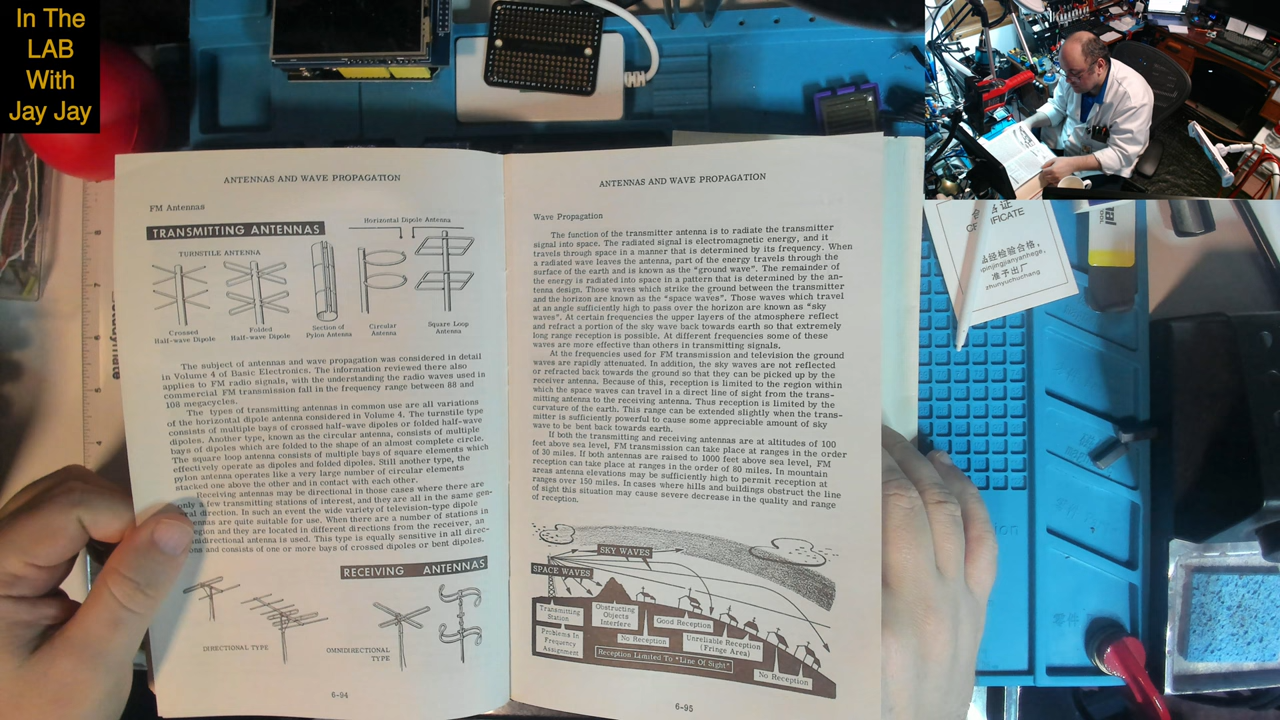 In The
LAB
With
Jay Jay
ANTENNAS AND WAVE PROPAGATION
FM Antennas
TRANSMITTING ANTENNAS
Horizontal Dipole Antenna
TURNSTILE ANTENNA
Crossed
Half-wave Dipole
Folded
Half-wave Dipole
Section of
Pylon Antenna
Circular
Antenna
Square Loop
Antenna
The subject of antennas and wave propagation was considered in detail
in Volume 4 of Basic Electronics. The information reviewed there also
applies to FM radio signals, with the understanding the radio waves used in
commercial FM transmission fall in the frequency range between 88 and
108 megacycles.
The types of transmitting antennas in common use are all variations
of the horizontal dipole antenna considered in Volume 4. The turnstile type
consists of multiple bays of crossed half-wave dipoles or folded half-wave
dipoles. Another type, known as the circular antenna, consists of multiple
bays of dipoles which are folded to the shape of an almost complete circle.
The square loop antenna consists of multiple bays of square elements which
effectively operate as dipoles and folded dipoles. Still another type, the
pylon antenna operates like a very large number of circular elements
stacked one above the other and in contact with each other.
Receiving antennas may be directional in those cases where there are
only a few transmitting stations of interest, and they are all in the same gen-
ral direction. In such an event the wide variety of television-type dipole
ennas are quite suitable for use. When there are a number of stations in
egion and they are located in different directions from the receiver, an
nidirectional antenna is used. This type is equally sensitive in all direc-
ons and consists of one or more bays of crossed dipoles or bent dipoles.
RECEIVING ANTENNAS
DIRECTIONAL TYPE
OMNIDIRECTIONAL
TYPE
6-94
ANTENNAS AND WAVE PROPAGATION
Wave Propagation
The function of the transmitter antenna is to radiate the transmitter
signal into space. The radiated signal is electromagnetic energy, and it
travels through space in a manner that is determined by its frequency. When
a radiated wave leaves the antenna, part of the energy travels through the
surface of the earth and is known as the "ground wave". The remainder of
the energy is radiated into space in a pattern that is determined by the an-
tenna design. Those waves which strike the ground between the transmitter
and the horizon are known as the "space waves". Those waves which travel
at an angle sufficiently high to pass over the horizon are known as "sky
waves". At certain frequencies the upper layers of the atmosphere reflect
and refract a portion of the sky wave back towards earth so that extremely
long range reception is possible. At different frequencies some of these
waves are more effective than others in transmitting signals.
At the frequencies used for FM transmission and television the ground
waves are rapidly attenuated. In addition, the sky waves are not reflected
or refracted back towards the ground so that they can be picked up by the
receiver antenna. Because of this, reception is limited to the region within
which the space waves can travel in a direct line of sight from the trans-
mitting antenna to the receiving antenna. Thus reception is limited by the
curvature of the earth. This range can be extended slightly when the trans-
mitter is sufficiently powerful to cause some appreciable amount of sky
wave to be bent back towards earth.
If both the transmitting and receiving antennas are at altitudes of 100
feet above sea level, FM transmission can take place at ranges in the order
of 30 miles. If both antennas are raised to 1000 feet above sea level, FM
reception can take place at ranges in the order of 80 miles. In mountain
areas antenna elevations may be sufficiently high to permit reception at
ranges over 150 miles. In cases where hills and buildings obstruct the line
of sight this situation may cause severe decrease in the quality and range
of reception.
SKY WAVES
SPACE WAVES
Transmitting
Station
Obstructing
Objects
Interfere
Good Reception
No Reception
Unreliable Reception
(Fringe Area)
Problems In
Frequency
Assignment
Reception Limited To "Line Of Sight"
No Reception
6-95
证
IFICATE
经检验合格,
ipinjingjianyanhege,
准予出厂
zhunyuchuchang
TOOL
零件